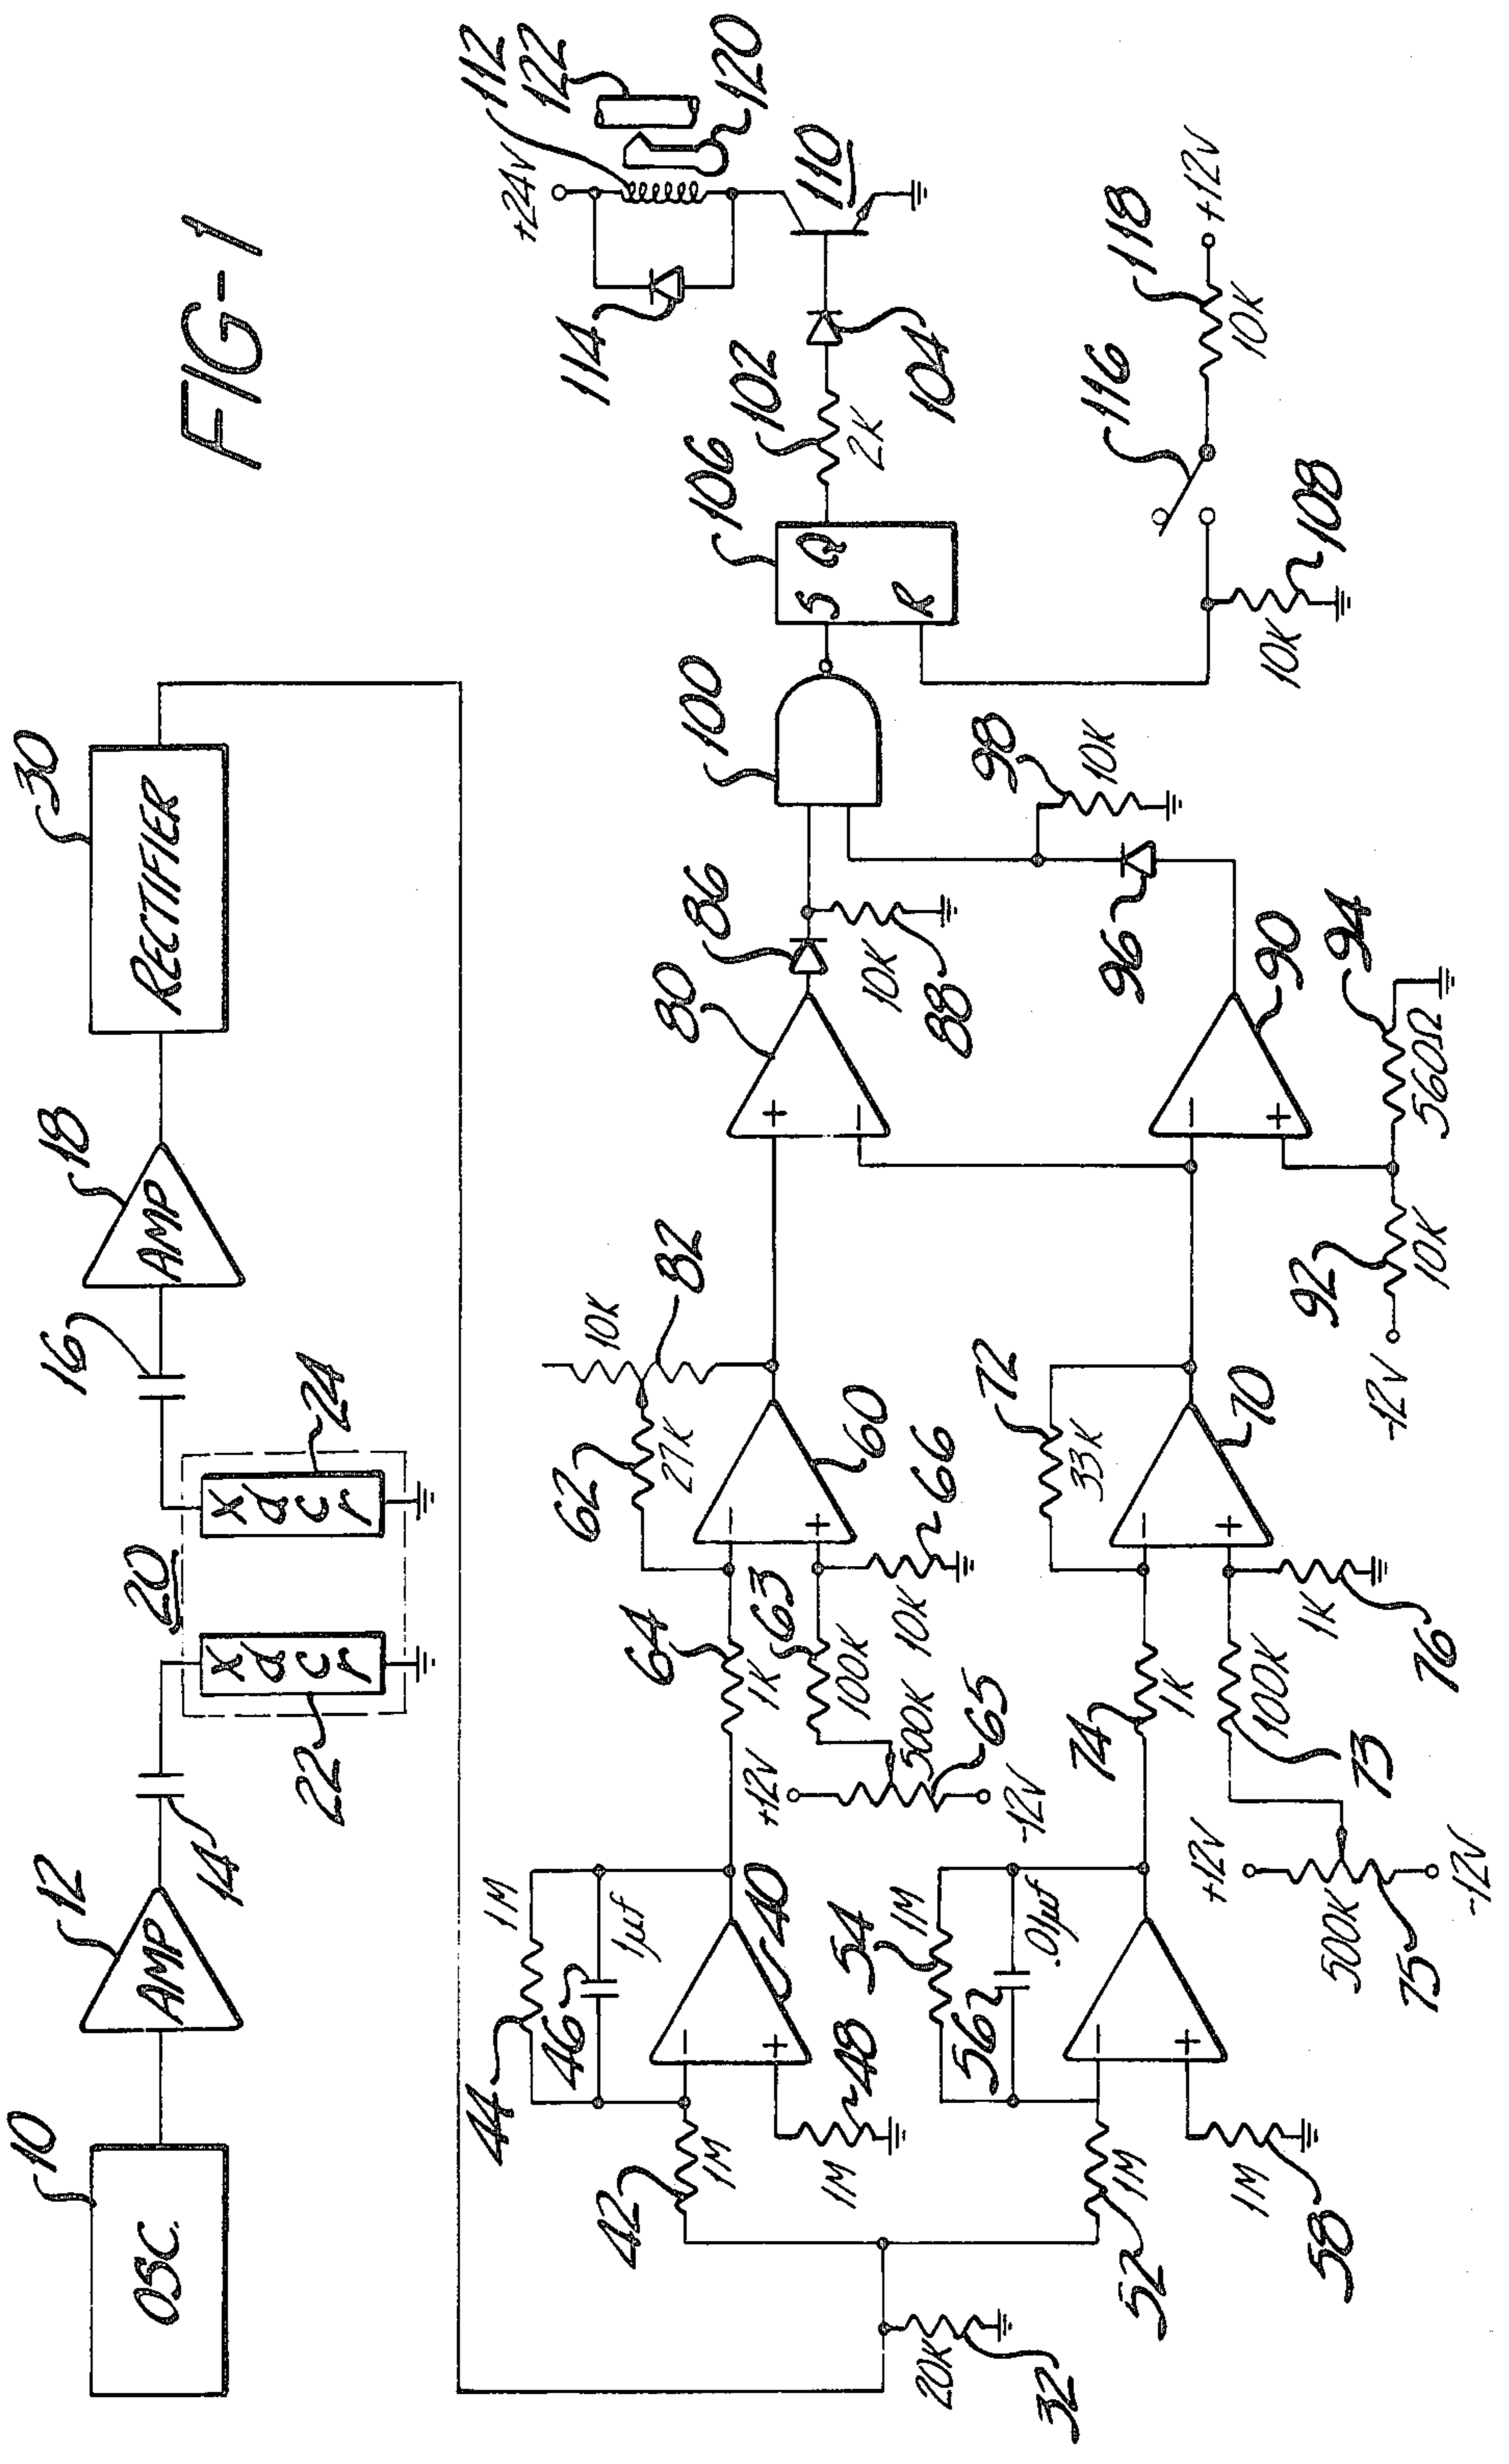 FIG-1
10
OSC.
12
AMP
14
20
22
Xdcr
24
Xdcr
16
18
AMP
30
RECTIFIER
32
20K
42
1M
44
1M
46
1µf
40
48
1M
52
1M
54
1M
56
.01µf
58
1M
64
1K
62
27K
82
10K
60
63
100K
66
10K
65
500K
+12V
-12V
74
1K
72
33K
70
73
100K
76
1K
75
500K
+12V
-12V
80
+
-
86
88
10K
90
-
+
92
10K
-12V
94
560Ω
96
98
10K
100
106
S Q
R
102
2K
104
110
114
+24V
112
122
120
108
10K
116
118
10K
+12V